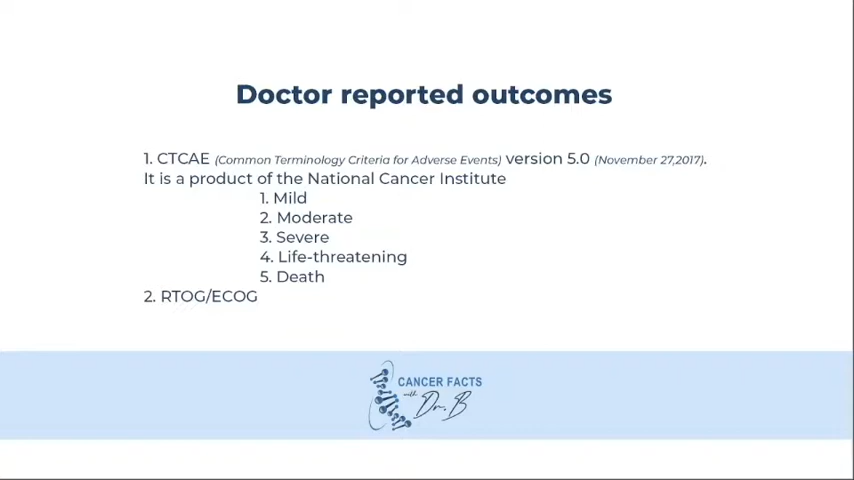 Doctor reported outcomes
1. CTCAE (Common Terminology Criteria for Adverse Events) version 5.0 (November 27,2017).
It is a product of the National Cancer Institute
1. Mild
2. Moderate
3. Severe
4. Life-threatening
5. Death
2. RTOG/ECOG
CANCER FACTS
with Dr. B